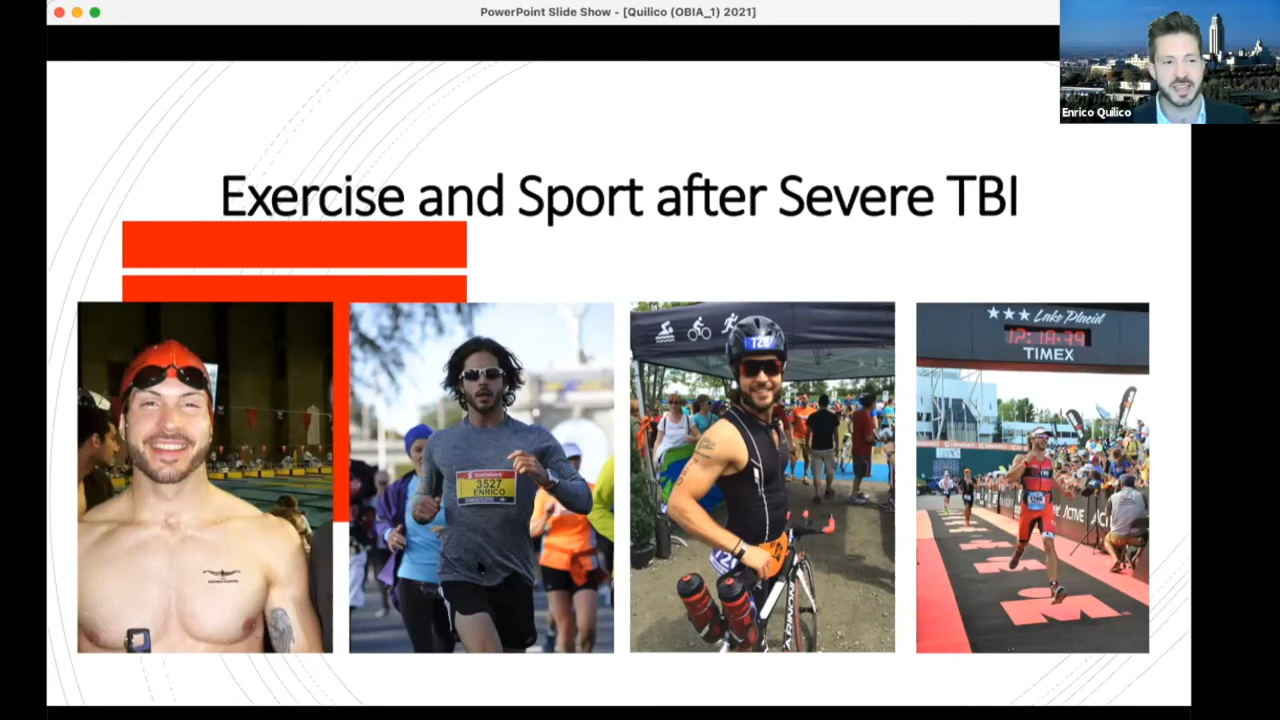 PowerPoint Slide Show - [Quilico (OBIA_1) 2021]
Enrico Quilico
Exercise and Sport after Severe TBI
3527
ENRICO
Lake Placid
TIMEX
ACTIVE